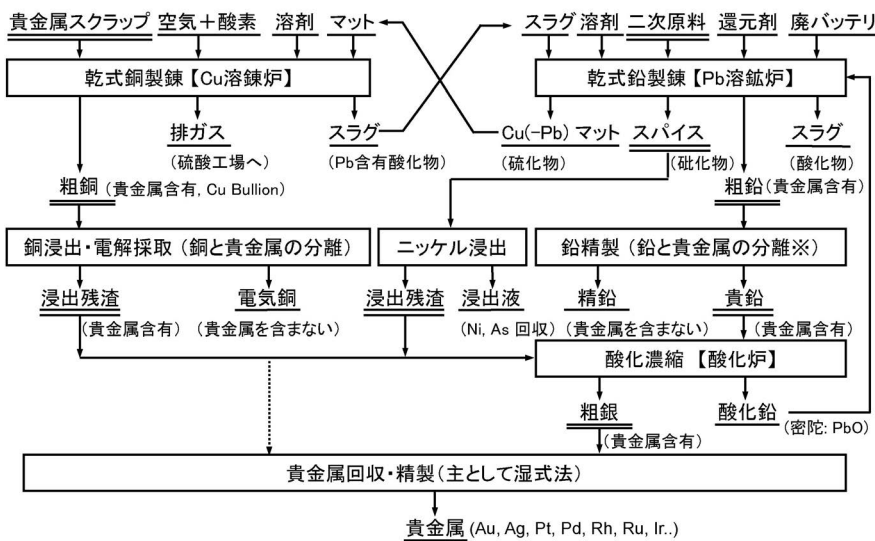 貴金属スクラップ 空気＋酸素 溶剤 マット スラグ 溶剤 二次原料 還元剤 廃バッテリ
乾式銅製錬【Cu溶錬炉】 乾式鉛製錬【Pb溶鉱炉】
排ガス スラグ Cu(-Pb) マット スパイス スラグ
(硫酸工場へ) (Pb含有酸化物) (硫化物) (砒化物) (酸化物)
粗銅 (貴金属含有, Cu Bullion) 粗鉛 (貴金属含有)
銅浸出・電解採取 (銅と貴金属の分離) ニッケル浸出 鉛精製 (鉛と貴金属の分離※)
浸出残渣 電気銅 浸出残渣 浸出液 精鉛 貴鉛
(貴金属含有) (貴金属を含まない) (Ni, As 回収) (貴金属を含まない) (貴金属含有)
酸化濃縮 【酸化炉】
粗銀 酸化鉛
(貴金属含有) (密陀: PbO)
貴金属回収・精製(主として湿式法)
貴金属 (Au, Ag, Pt, Pd, Rh, Ru, Ir..)